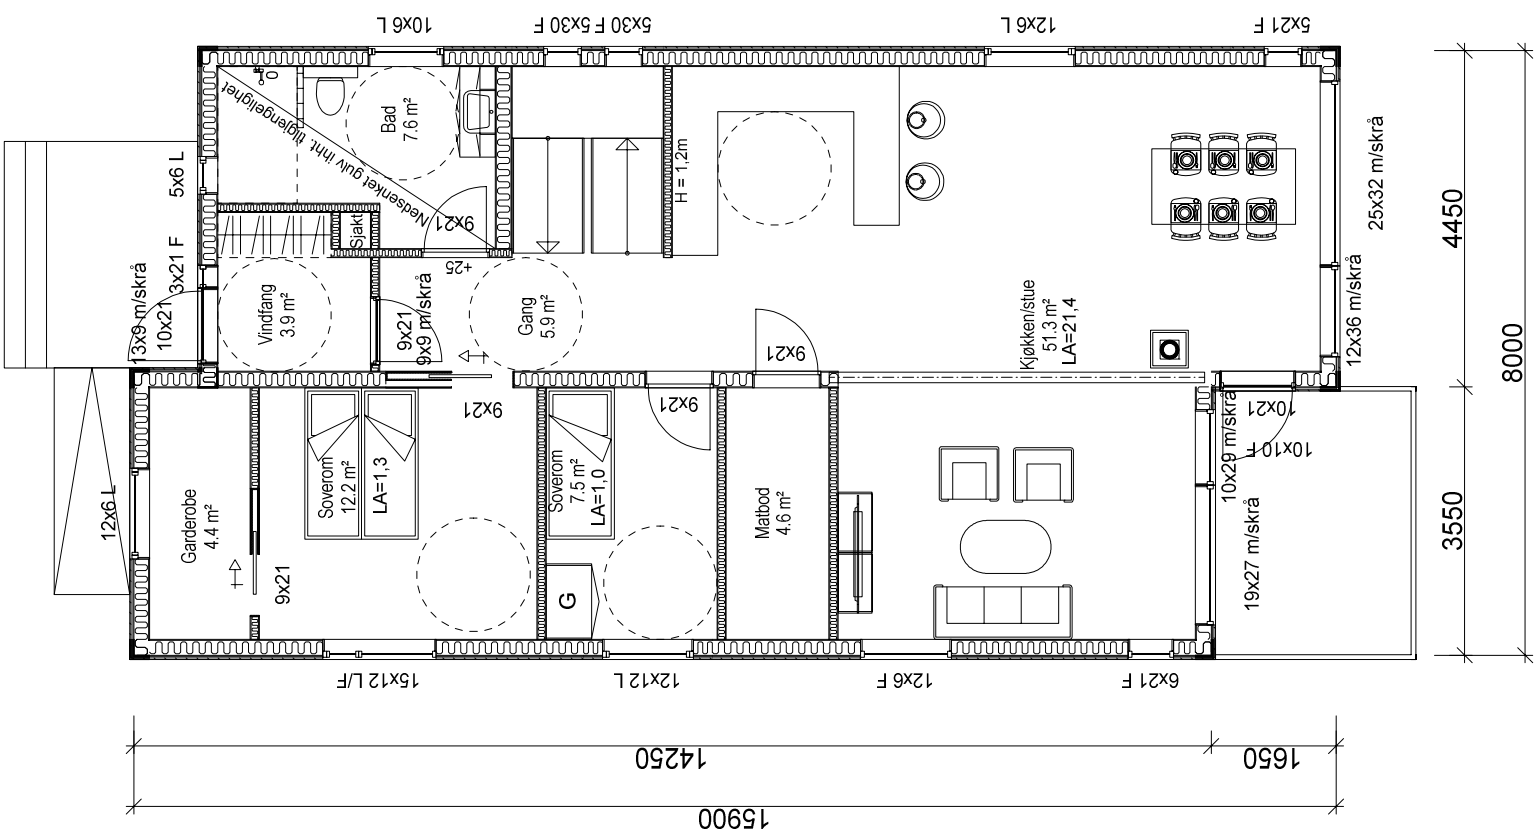 10x6 L
5x30 F
5x30 F
12x6 L
5x21 F
Nedsenket gulv ihht. tilgjengelighet
Bad
7.6 m²
5x6 L
3x21 F
13x9 m/skrå
10x21
Sjakt
9x21
+25
H = 1,2m
Vindfang
3.9 m²
9x21
9x9 m/skrå
Gang
5.9 m²
9x21
Kjøkken/stue
51.3 m²
LA=21,4
25x32 m/skrå
12x36 m/skrå
4450
8000
3550
12x6 L
Garderobe
4.4 m²
9x21
Soverom
12.2 m²
LA=1,3
9x21
Soverom
7.5 m²
LA=1,0
9x21
G
Matbod
4.6 m²
10x21
10x10 F
10x29 m/skrå
19x27 m/skrå
15x12 L/F
12x12 L
12x6 F
6x21 F
14250
1650
15900